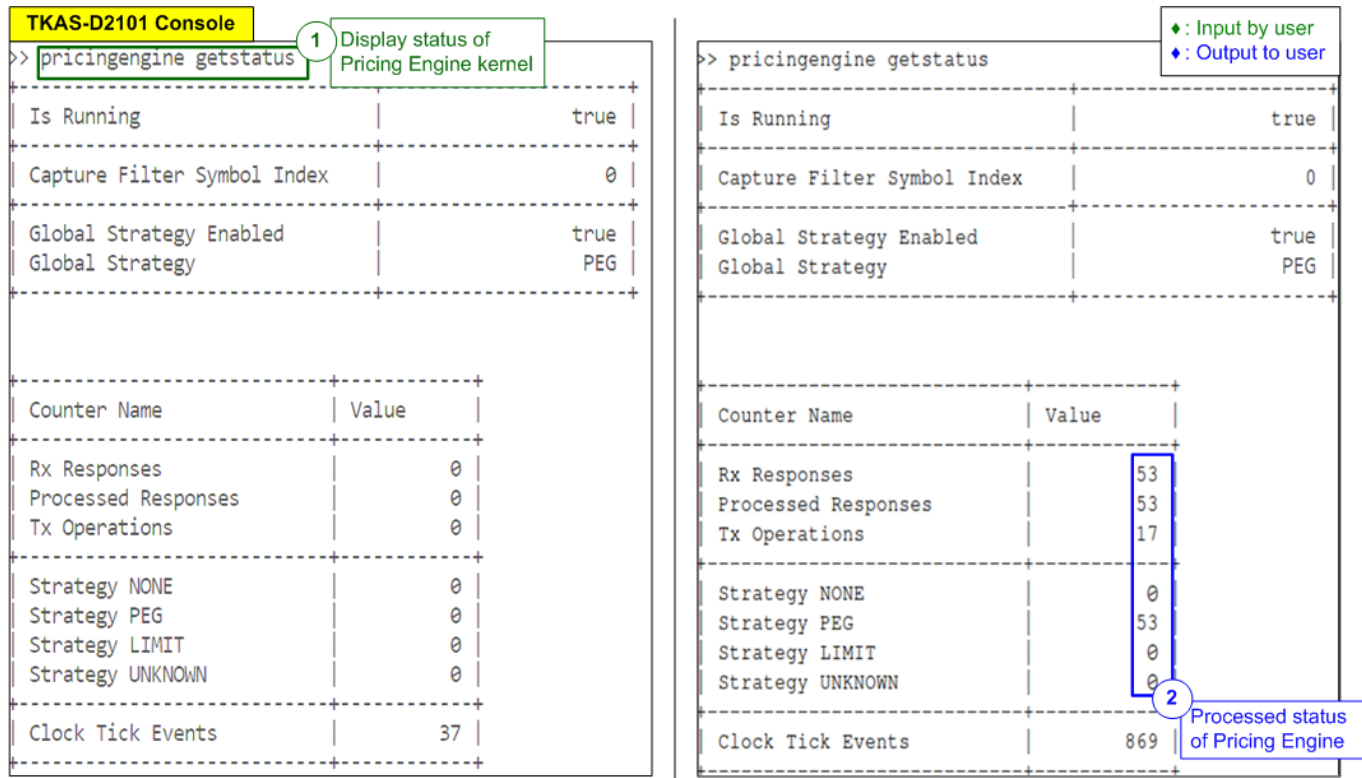 TKAS-D2101 Console
>> pricingengine getstatus
1
Display status of
Pricing Engine kernel
Is Running true
Capture Filter Symbol Index 0
Global Strategy Enabled true
Global Strategy PEG
Counter Name Value
Rx Responses 0
Processed Responses 0
Tx Operations 0
Strategy NONE 0
Strategy PEG 0
Strategy LIMIT 0
Strategy UNKNOWN 0
Clock Tick Events 37
♦ : Input by user
♦ : Output to user
>> pricingengine getstatus
Is Running true
Capture Filter Symbol Index 0
Global Strategy Enabled true
Global Strategy PEG
Counter Name Value
Rx Responses 53
Processed Responses 53
Tx Operations 17
Strategy NONE 0
Strategy PEG 53
Strategy LIMIT 0
Strategy UNKNOWN 0
2
Processed status
of Pricing Engine
Clock Tick Events 869